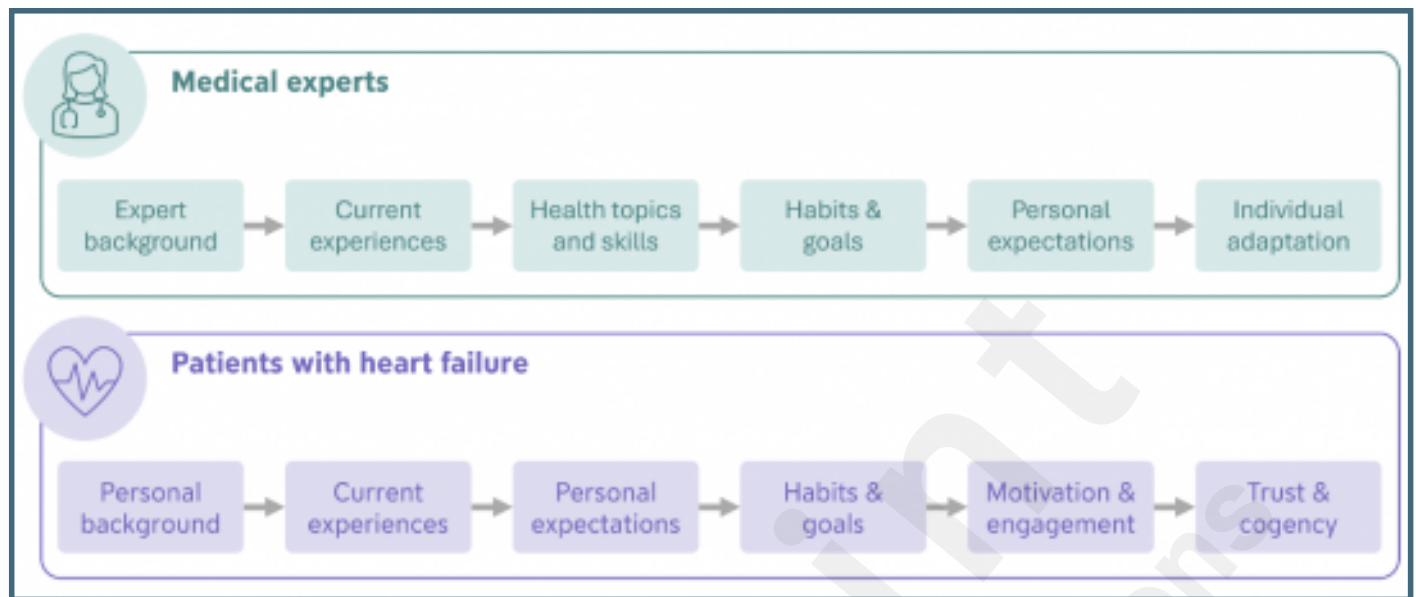 Medical experts
Expert
background
Current
experiences
Health topics
and skills
Habits &
goals
Personal
expectations
Individual
adaptation
Patients with heart failure
Personal
background
Current
experiences
Personal
expectations
Habits &
goals
Motivation &
engagement
Trust &
cogency